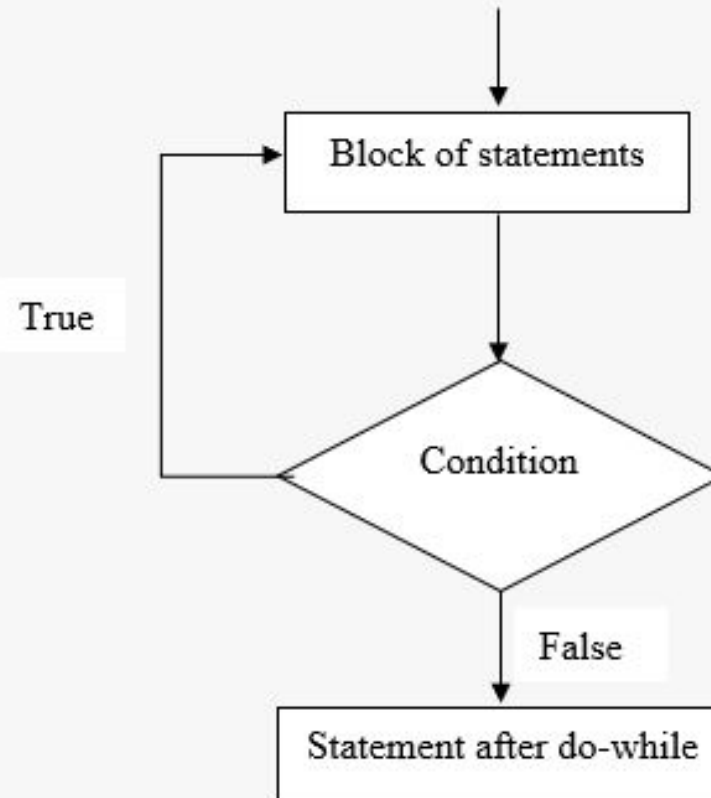 Block of statements
True
Condition
False
Statement after do-while